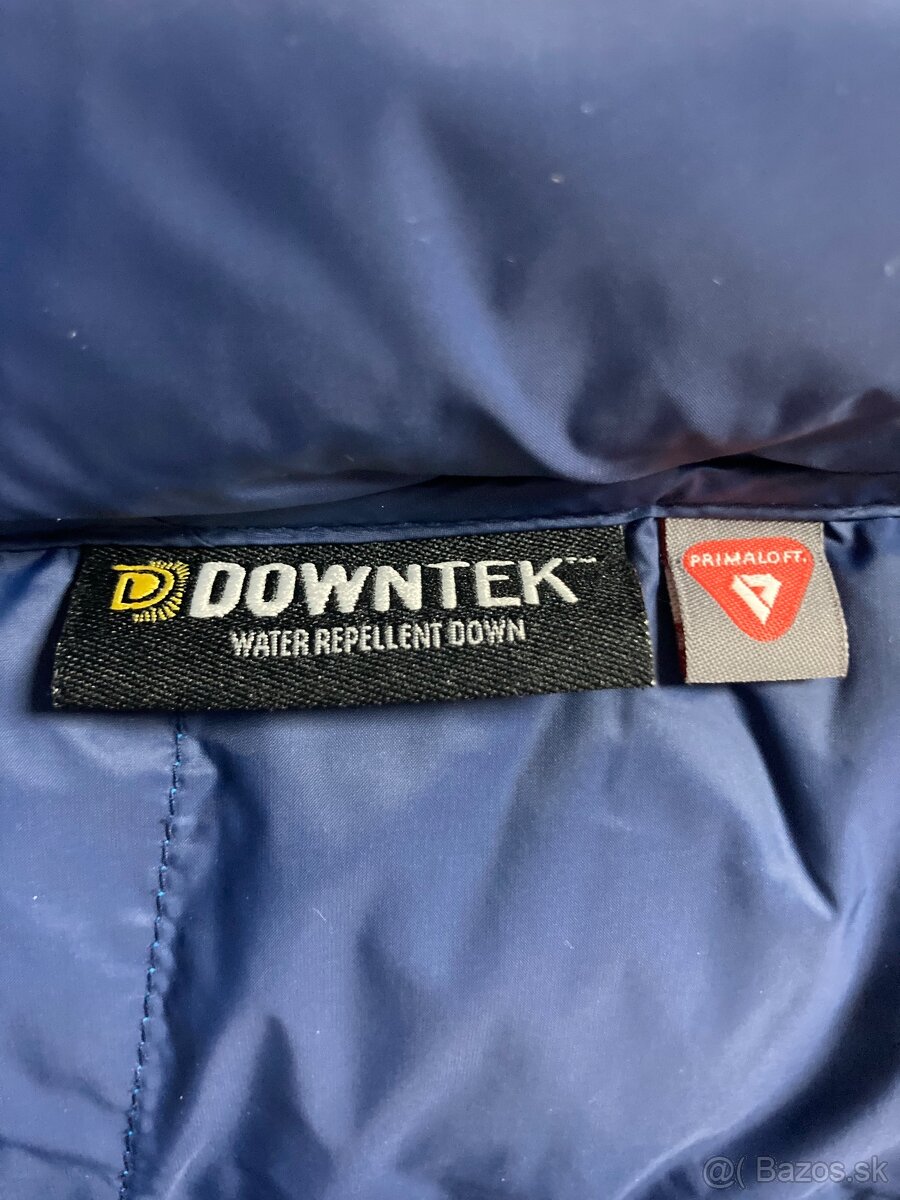 DOWNTEK™
WATER REPELLENT DOWN
PRIMALOFT.
@( Bazos.sk